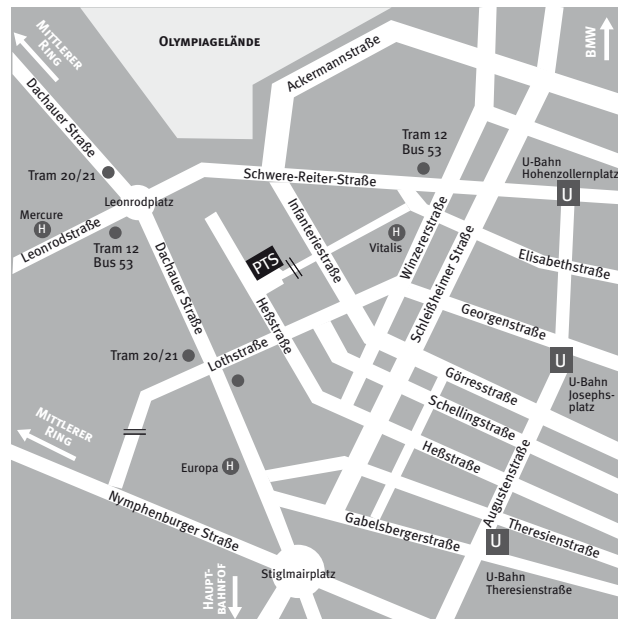 OLYMPIAGELÄNDE
MITTLERER
RING
BMW
Ackermannstraße
Dachauer Straße
Tram 12
Bus 53
U-Bahn
Hohenzollernplatz
U
Tram 20/21
Schwere-Reiter-Straße
Leonrodplatz
Mercure
H
Leonrodstraße
Tram 12
Bus 53
Infanteriestraße
H
Vitalis
Winzererstraße
Elisabethstraße
Dachauer Straße
PTS
Schleißheimer Straße
Heßstraße
Georgenstraße
Tram 20/21
Lothstraße
U
U-Bahn
Josephs-
platz
Görresstraße
Schellingstraße
MITTLERER
RING
Heßstraße
Europa
H
Augustenstraße
Nymphenburger Straße
Gabelsbergerstraße
Theresienstraße
U
Stiglmairplatz
U-Bahn
Theresienstraße
HAUPT-
BAHNFOF